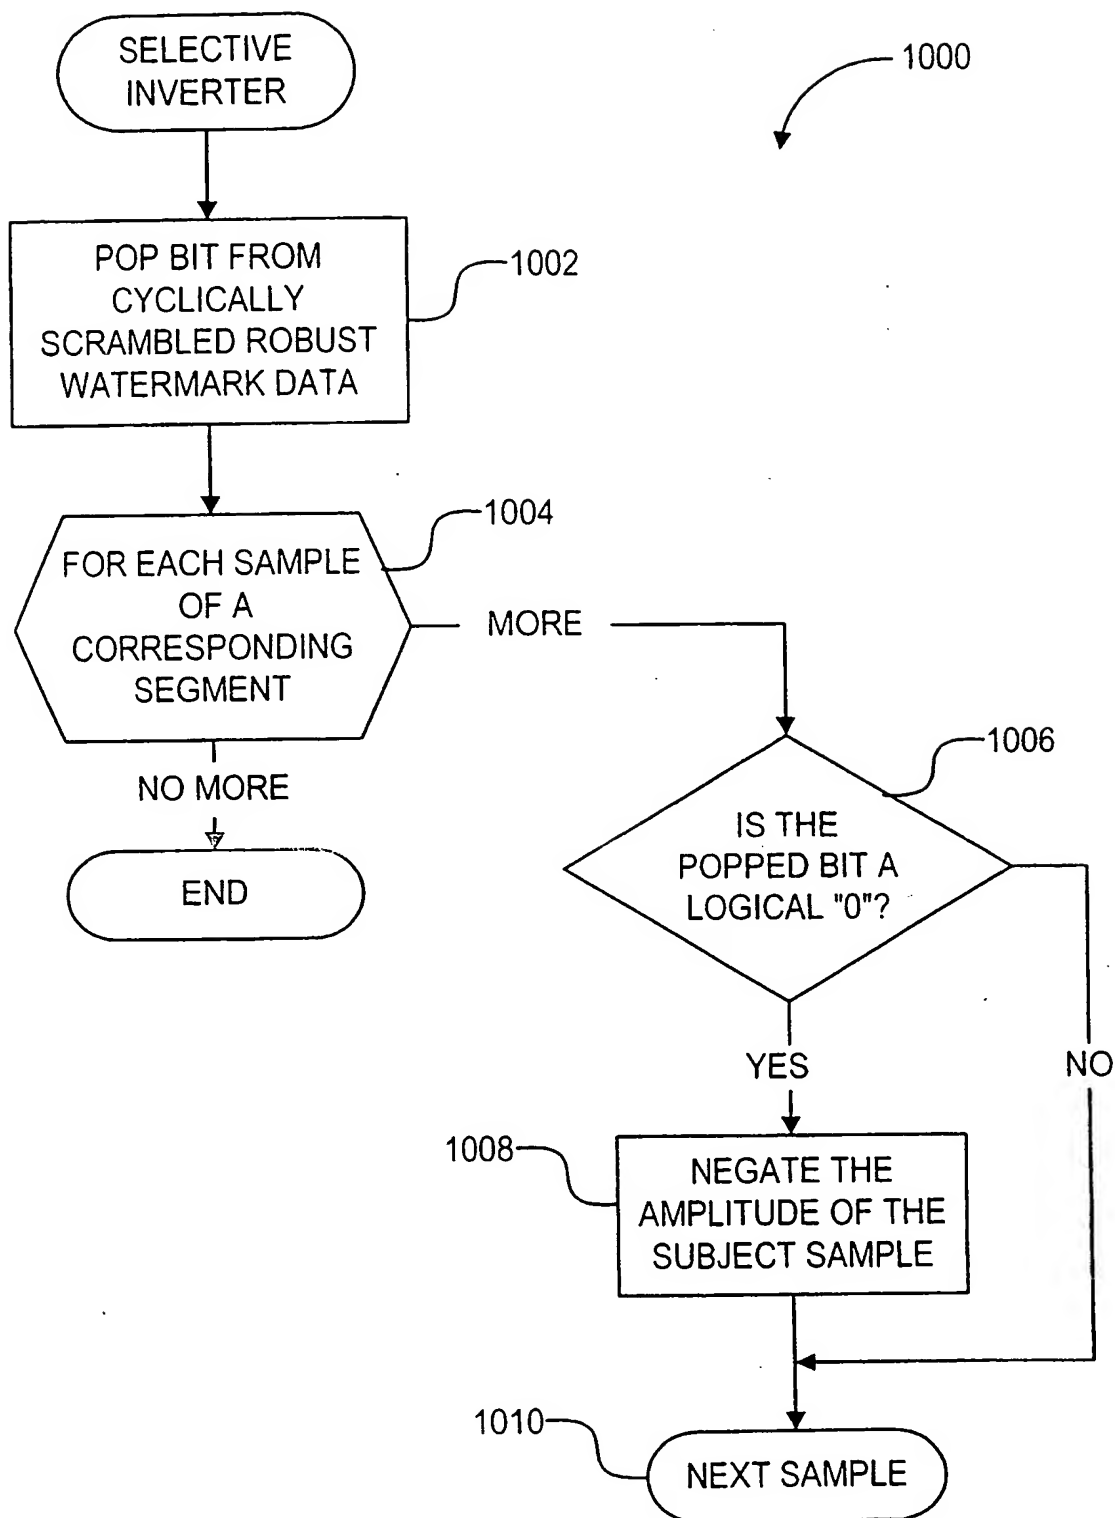 SELECTIVE
INVERTER
1000
POP BIT FROM
CYCLICALLY
SCRAMBLED ROBUST
WATERMARK DATA
1002
FOR EACH SAMPLE
OF A
CORRESPONDING
SEGMENT
1004
MORE
NO MORE
END
1006
IS THE
POPPED BIT A
LOGICAL "0"?
YES
NO
1008
NEGATE THE
AMPLITUDE OF THE
SUBJECT SAMPLE
1010
NEXT SAMPLE